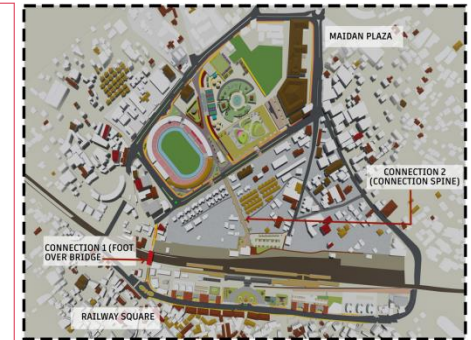 MAIDAN PLAZA
CONNECTION 2
(CONNECTION SPINE)
CONNECTION 1 (FOOT
OVER BRIDGE
RAILWAY SQUARE